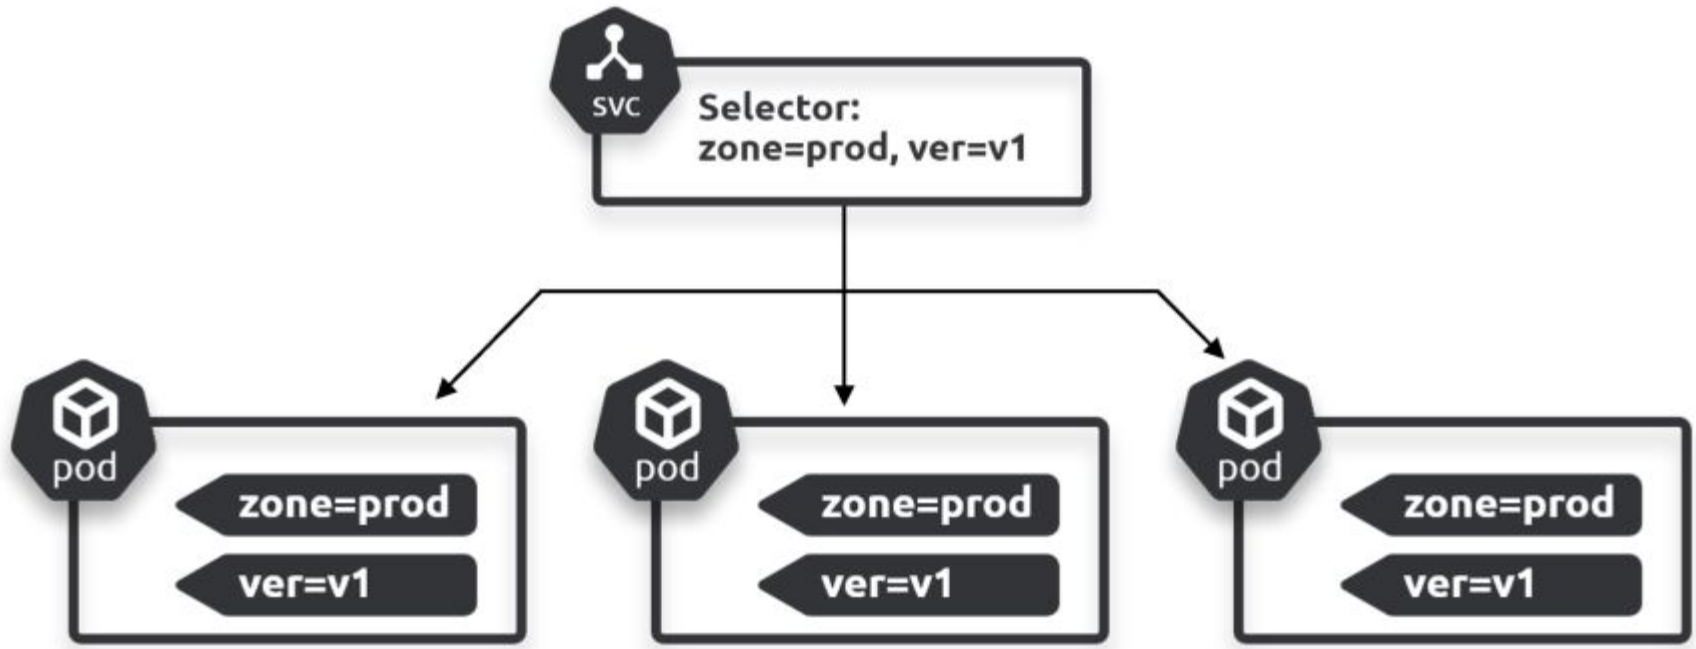 svc
Selector:
zone=prod, ver=v1
pod
zone=prod
ver=v1
pod
zone=prod
ver=v1
pod
zone=prod
ver=v1